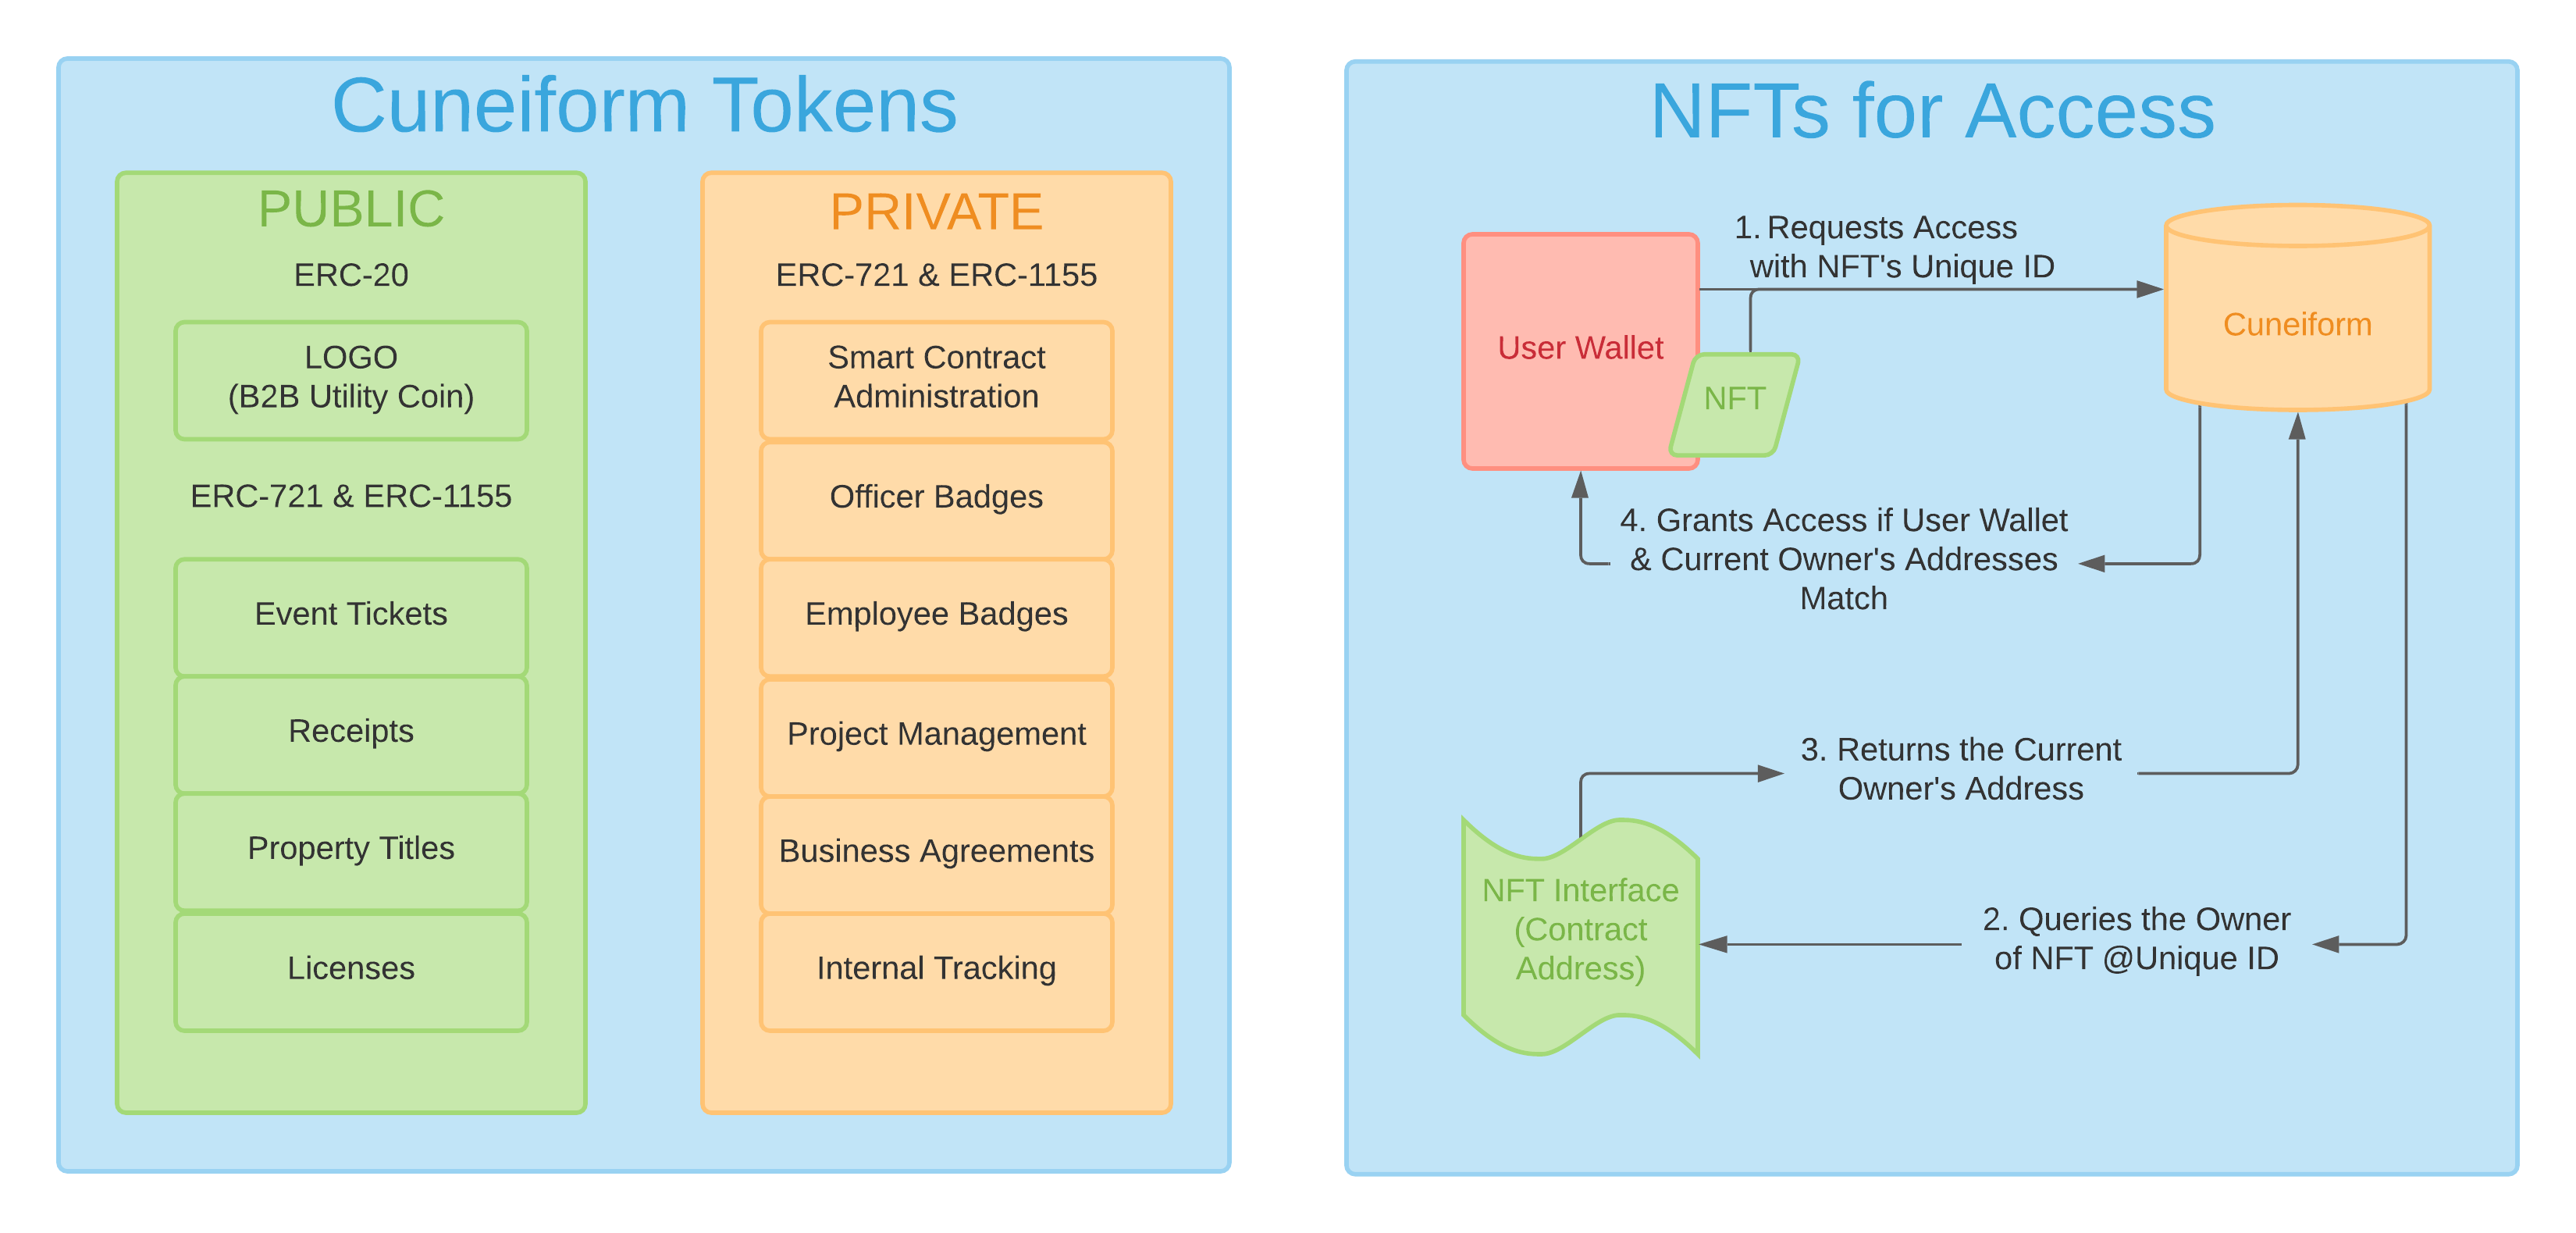 Cuneiform Tokens
PUBLIC
ERC-20
LOGO
(B2B Utility Coin)
ERC-721 & ERC-1155
Event Tickets
Receipts
Property Titles
Licenses
PRIVATE
ERC-721 & ERC-1155
Smart Contract
Administration
Officer Badges
Employee Badges
Project Management
Business Agreements
Internal Tracking
NFTs for Access
1. Requests Access
with NFT's Unique ID
User Wallet
NFT
Cuneiform
4. Grants Access if User Wallet
& Current Owner's Addresses
Match
3. Returns the Current
Owner's Address
NFT Interface
(Contract
Address)
2. Queries the Owner
of NFT @Unique ID